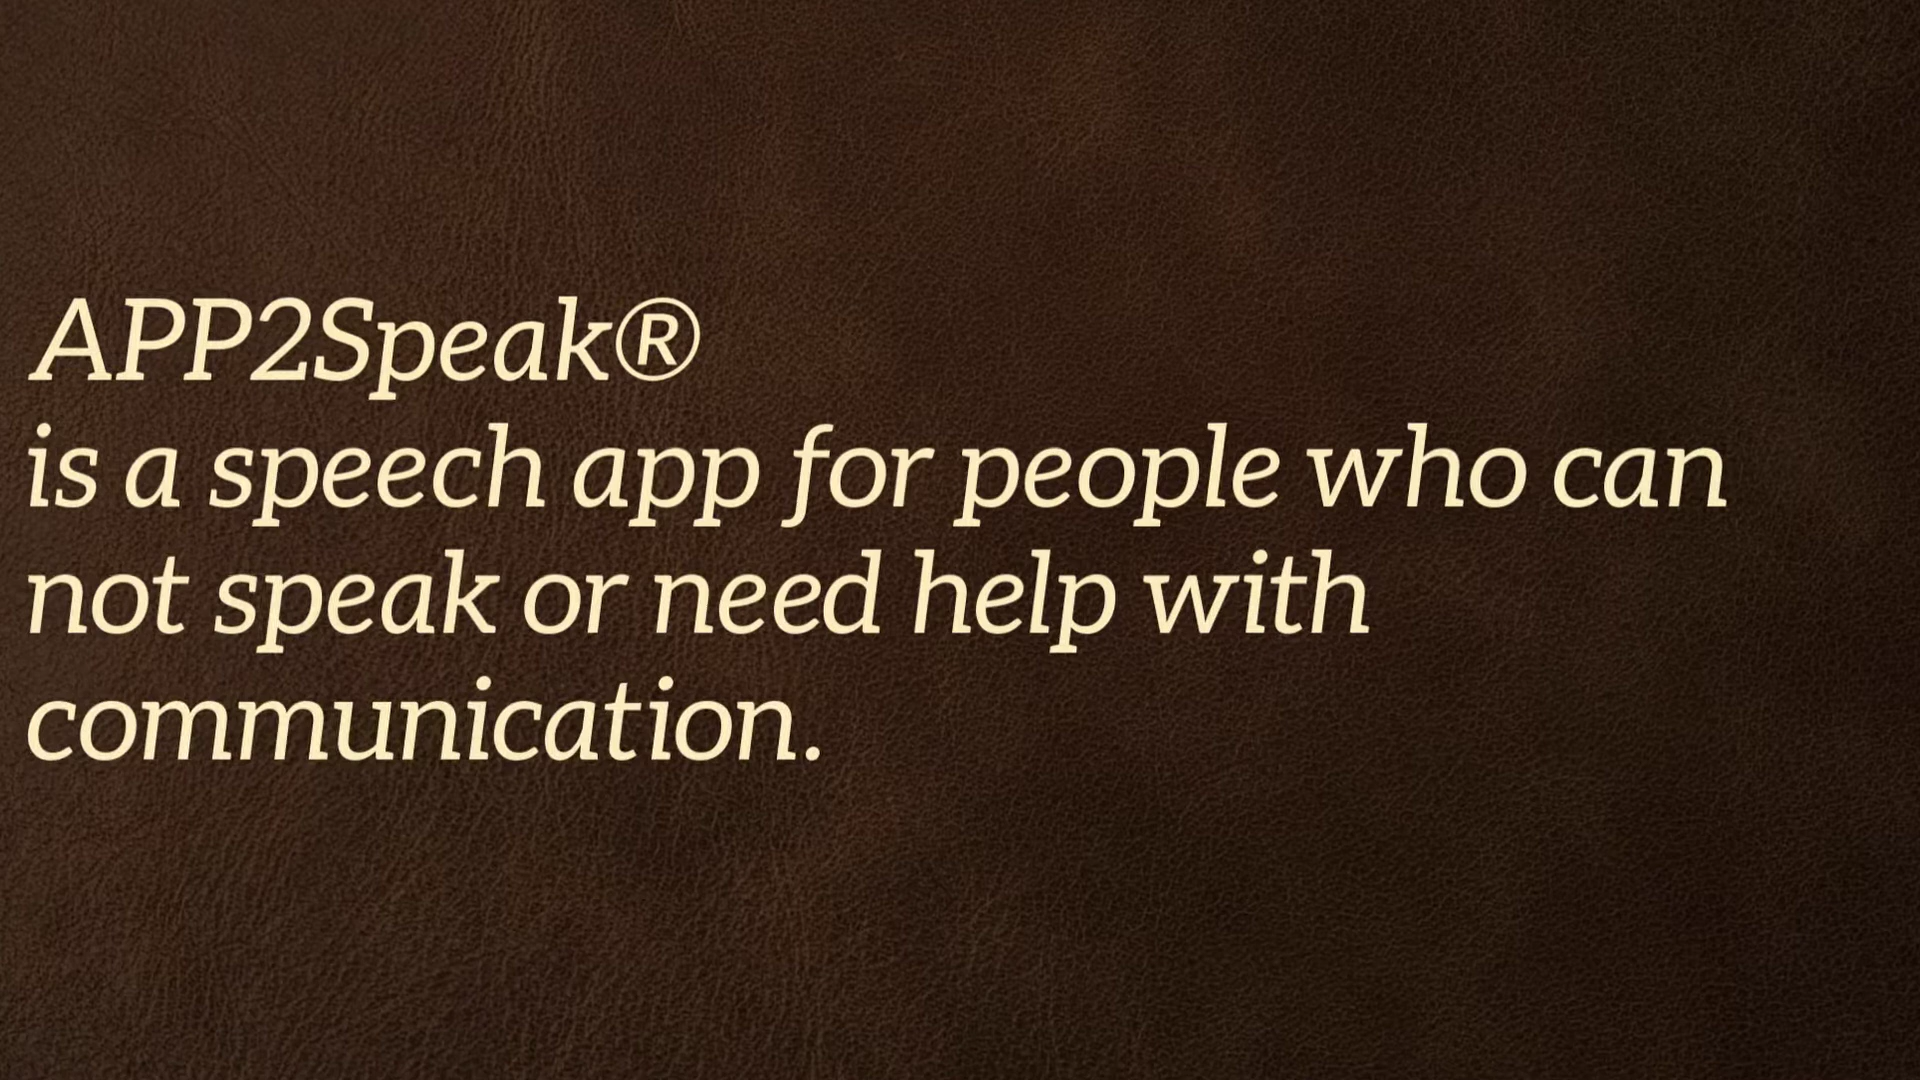 APP2Speak®
is a speech app for people who can
not speak or need help with
communication.